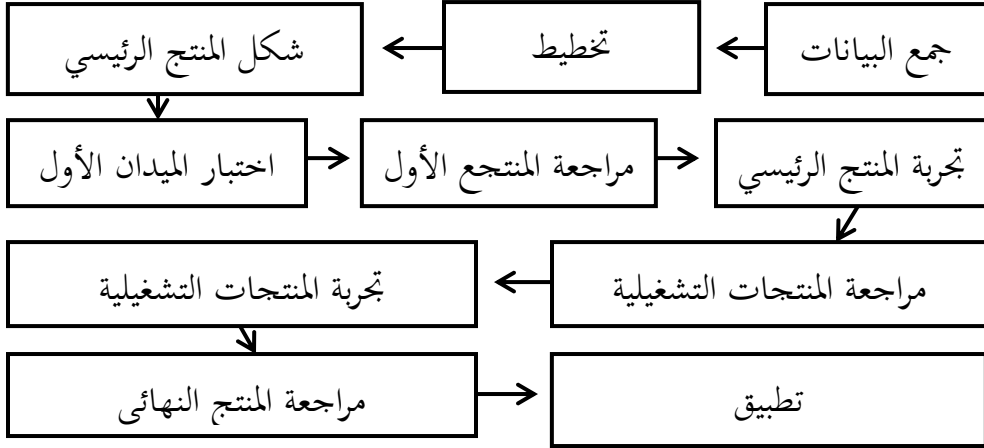 جمع البيانات
تخطيط
شكل المنتج الرئيسي
اختبار الميدان الأول
مراجعة المنتجع الأول
تجربة المنتج الرئيسي
مراجعة المنتجات التشغيلية
تجربة المنتجات التشغيلية
مراجعة المنتج النهائى
تطبيق